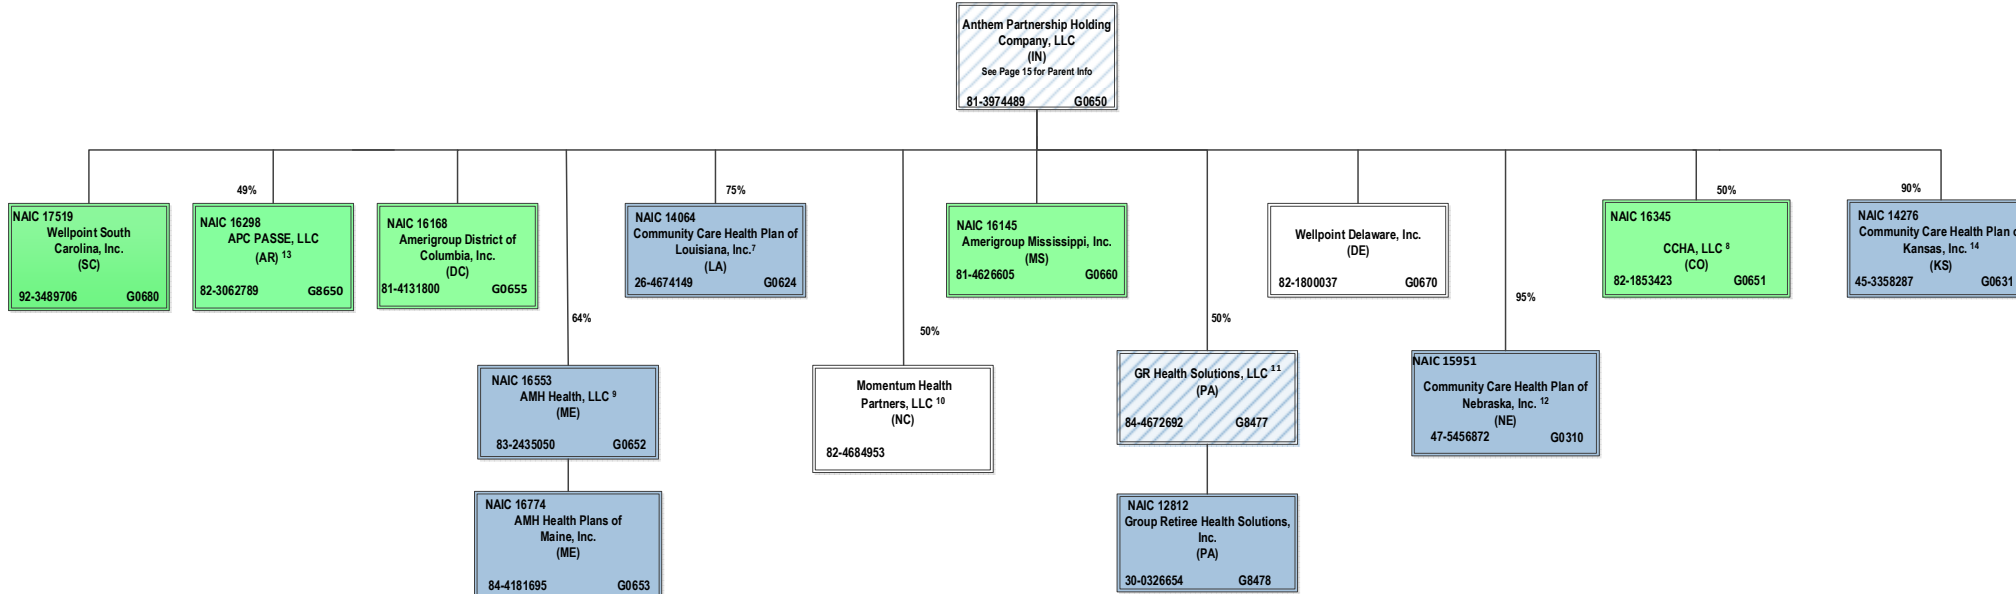 Anthem Partnership Holding
Company, LLC
(IN)
See Page 15 for Parent Info
81-3974489 G0650
49%
75%
50%
90%
NAIC 17519
Wellpoint South
Carolina, Inc.
(SC)
92-3489706 G0680
NAIC 16298
APC PASSE, LLC
(AR) 13
82-3062789 G8650
NAIC 16168
Amerigroup District of
Columbia, Inc.
(DC)
81-4131800 G0655
NAIC 14064
Community Care Health Plan of
Louisiana, Inc.7
(LA)
26-4674149 G0624
NAIC 16145
Amerigroup Mississippi, Inc.
(MS)
81-4626605 G0660
Wellpoint Delaware, Inc.
(DE)
82-1800037 G0670
NAIC 16345
CCHA, LLC 8
(CO)
82-1853423 G0651
NAIC 14276
Community Care Health Plan
Kansas, Inc. 14
(KS)
45-3358287 G0631
64%
50%
50%
95%
NAIC 16553
AMH Health, LLC 9
(ME)
83-2435050 G0652
Momentum Health
Partners, LLC 10
(NC)
82-4684953
GR Health Solutions, LLC 11
(PA)
84-4672692 G8477
NAIC 15951
Community Care Health Plan of
Nebraska, Inc. 12
(NE)
47-5456872 G0310
NAIC 16774
AMH Health Plans of
Maine, Inc.
(ME)
84-4181695 G0653
NAIC 12812
Group Retiree Health Solutions,
Inc.
(PA)
30-0326654 G8478